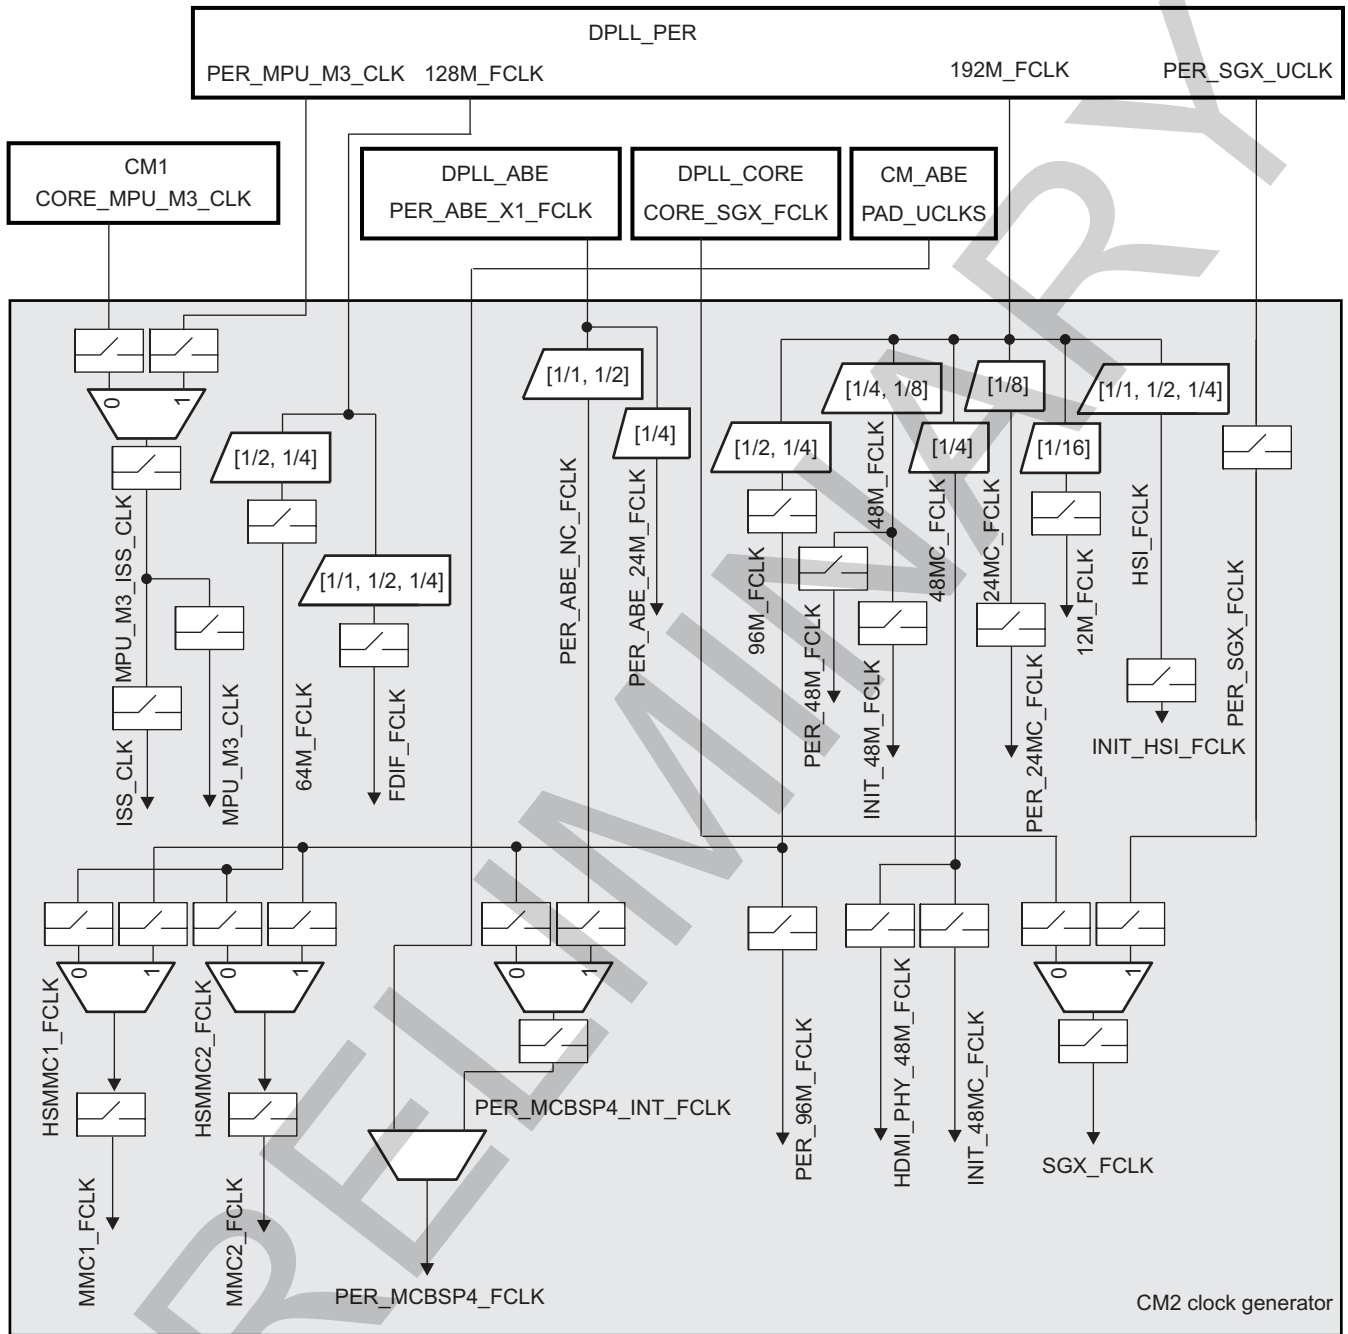 DPLL_PER
PER_MPU_M3_CLK
128M_FCLK
192M_FCLK
PER_SGX_UCLK
CM1
CORE_MPU_M3_CLK
DPLL_ABE
PER_ABE_X1_FCLK
DPLL_CORE
CORE_SGX_FCLK
CM_ABE
PAD_UCLKS
[1/1, 1/2]
[1/4]
[1/4, 1/8]
[1/8]
[1/1, 1/2, 1/4]
0
1
[1/2, 1/4]
[1/2, 1/4]
[1/4]
[1/16]
[1/1, 1/2, 1/4]
MPU_M3_ISS_CLK
ISS_CLK
MPU_M3_CLK
64M_FCLK
FDIF_FCLK
PER_ABE_NC_FCLK
PER_ABE_24M_FCLK
96M_FCLK
48M_FCLK
PER_48M_FCLK
INIT_48M_FCLK
48MC_FCLK
24MC_FCLK
PER_24MC_FCLK
12M_FCLK
HSI_FCLK
INIT_HSI_FCLK
PER_SGX_FCLK
0
1
0
1
0
1
0
1
HSMMC1_FCLK
HSMMC2_FCLK
PER_MCBSP4_INT_FCLK
PER_96M_FCLK
HDMI_PHY_48M_FCLK
INIT_48MC_FCLK
SGX_FCLK
MMC1_FCLK
MMC2_FCLK
PER_MCBSP4_FCLK
CM2 clock generator
PRELIMINARY